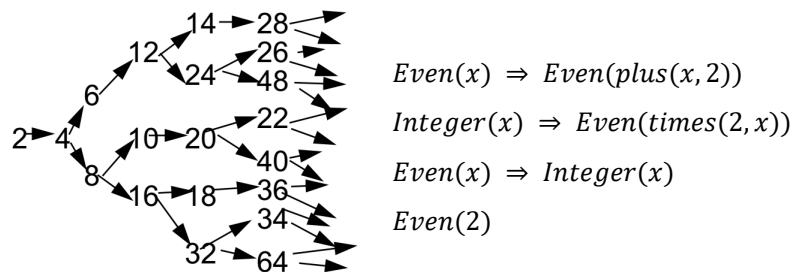 14 28
12 26
24 48
6
22
2 4 10 20
8 40
16 18 36
34
32 64
Even(x) ⇒ Even(plus(x, 2))
Integer(x) ⇒ Even(times(2, x))
Even(x) ⇒ Integer(x)
Even(2)